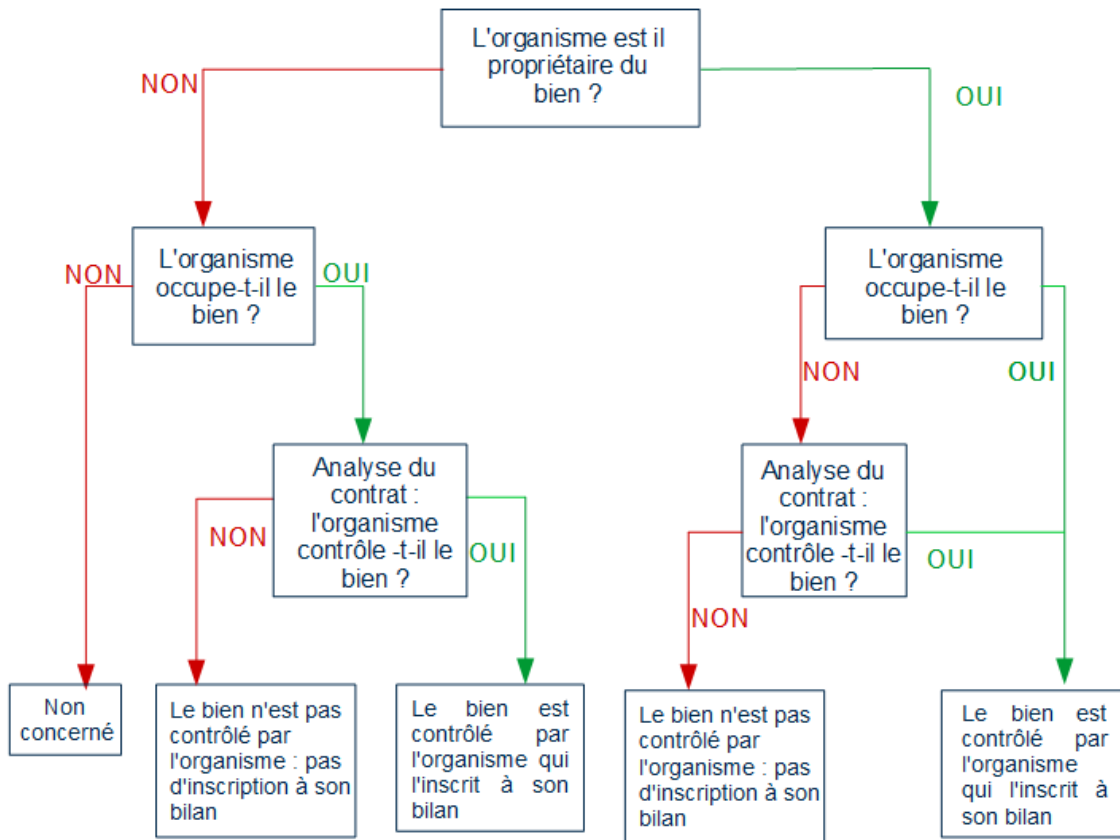 L'organisme est il
propriétaire du
bien ?
NON
OUI
L'organisme
occupe-t-il le
bien ?
NON
OUI
L'organisme
occupe-t-il le
bien ?
NON
OUI
Analyse du
contrat :
l'organisme
contrôle -t-il le
bien ?
NON
OUI
Analyse du
contrat :
l'organisme
contrôle -t-il le
bien ?
NON
OUI
Non
concerné
Le bien n'est pas
contrôlé par
l'organisme : pas
d'inscription à son
bilan
Le bien est
contrôlé par
l'organisme qui
l'inscrit à son
bilan
Le bien n'est pas
contrôlé par
l'organisme : pas
d'inscription à son
bilan
Le bien est
contrôlé par
l'organisme
qui l'inscrit à
son bilan